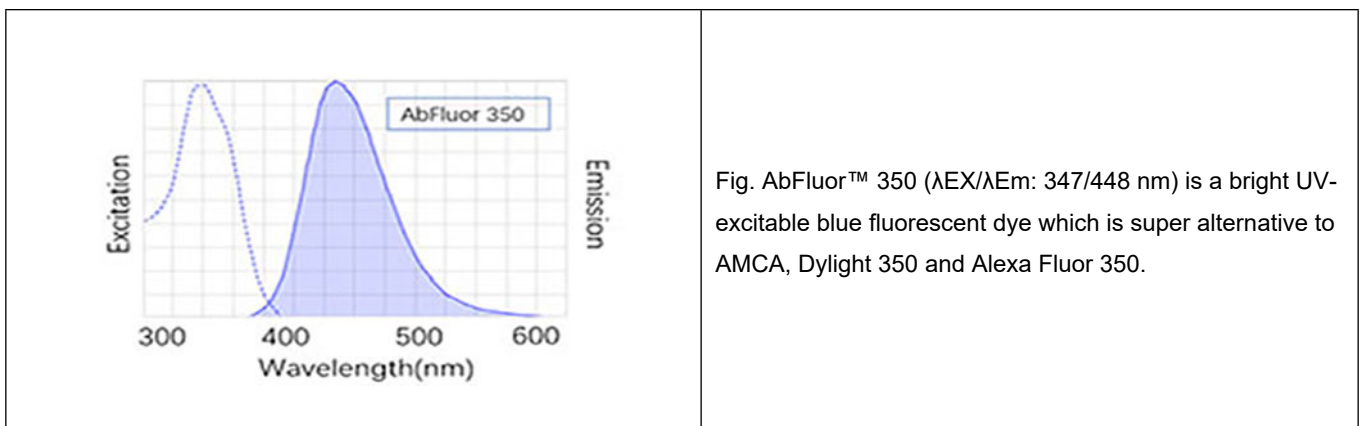 AbFluor 350
Excitation
Emission
300 400 500 600
Wavelength(nm)
Fig. AbFluor™ 350 (λEX/λEm: 347/448 nm) is a bright UV-
excitable blue fluorescent dye which is super alternative to
AMCA, Dylight 350 and Alexa Fluor 350.